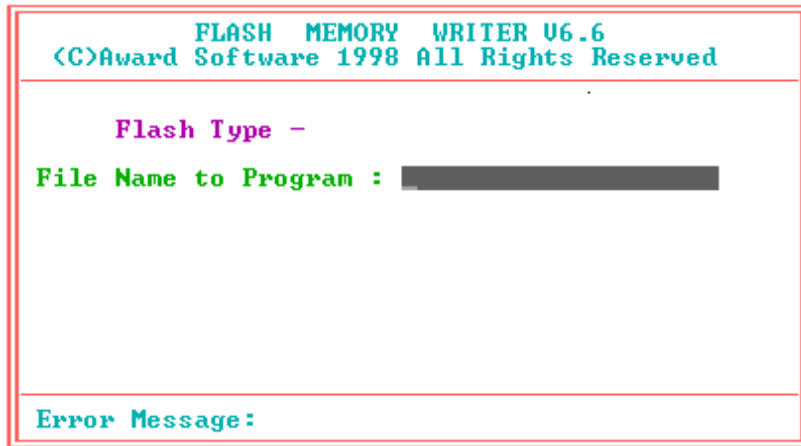 FLASH MEMORY WRITER V6.6
(C)Award Software 1998 All Rights Reserved
Flash Type -
File Name to Program :
Error Message: